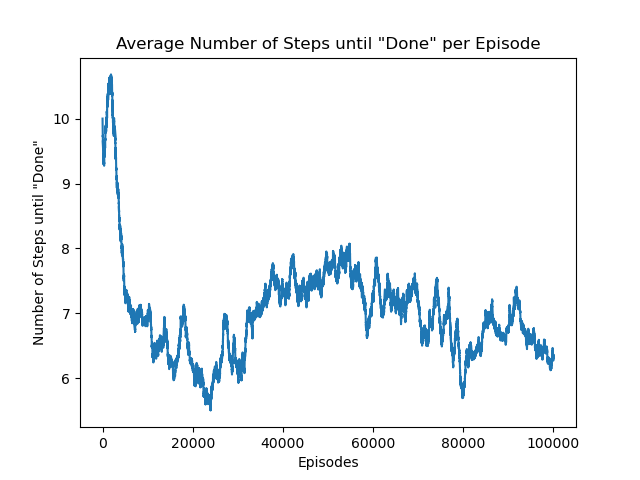 Average Number of Steps until "Done" per Episode
Number of Steps until "Done"
10
9
8
7
6
0 20000 40000 60000 80000 100000
Episodes